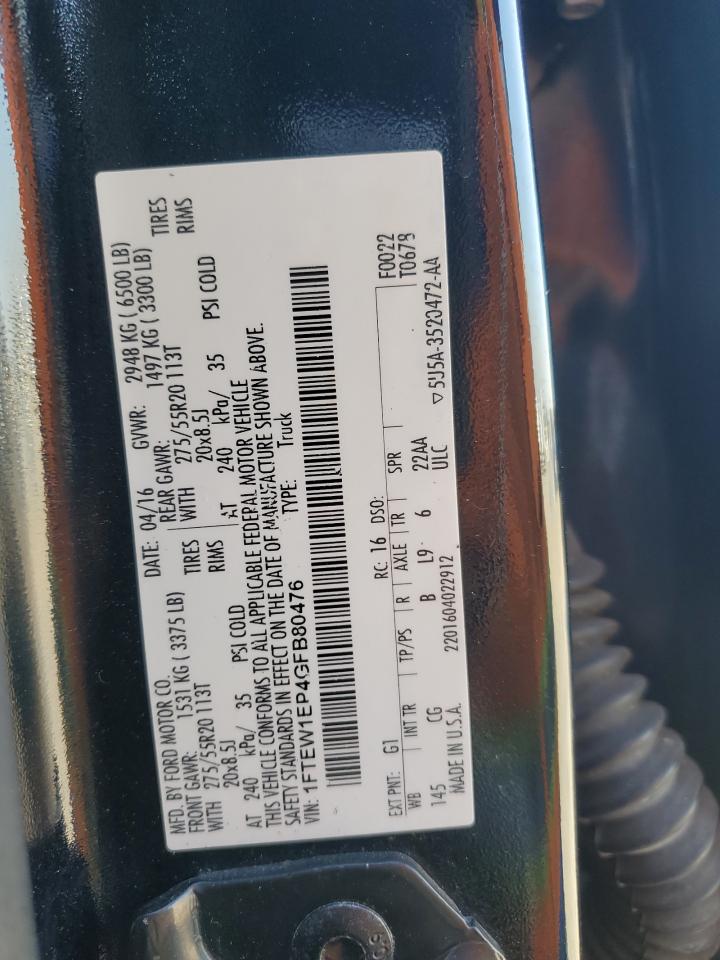 MFD. BY FORD MOTOR CO.
DATE: 04/16 GVWR: 2948 KG ( 6500 LB)
FRONT GAWR: 1531 KG ( 3375 LB) REAR GAWR: 1497 KG ( 3300 LB)
WITH 275/55R20 113T TIRES WITH 275/55R20 113T TIRES
20x8.5J RIMS 20x8.5J RIMS
AT 240 kPa/ 35 PSI COLD AT 240 kPa/ 35 PSI COLD
THIS VEHICLE CONFORMS TO ALL APPLICABLE FEDERAL MOTOR VEHICLE
SAFETY STANDARDS IN EFFECT ON THE DATE OF MANUFACTURE SHOWN ABOVE.
VIN: 1FTEW1EP4GFB80476 TYPE: Truck
EXT PNT: G1 RC: 16 DSO: F0022
WB INT TR TP/PS R AXLE TR SPR T0678
145 CG B L9 6 22AA
MADE IN U.S.A. 2201604022912 ULC ▽5U5A-3520472-AA